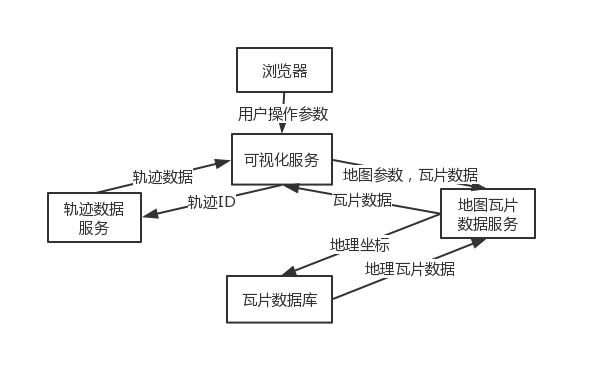 浏览器
用户操作参数
可视化服务
轨迹数据
地图参数，瓦片数据
轨迹ID
瓦片数据
轨迹数据
服务
地图瓦片
数据服务
地理坐标
地理瓦片数据
瓦片数据库